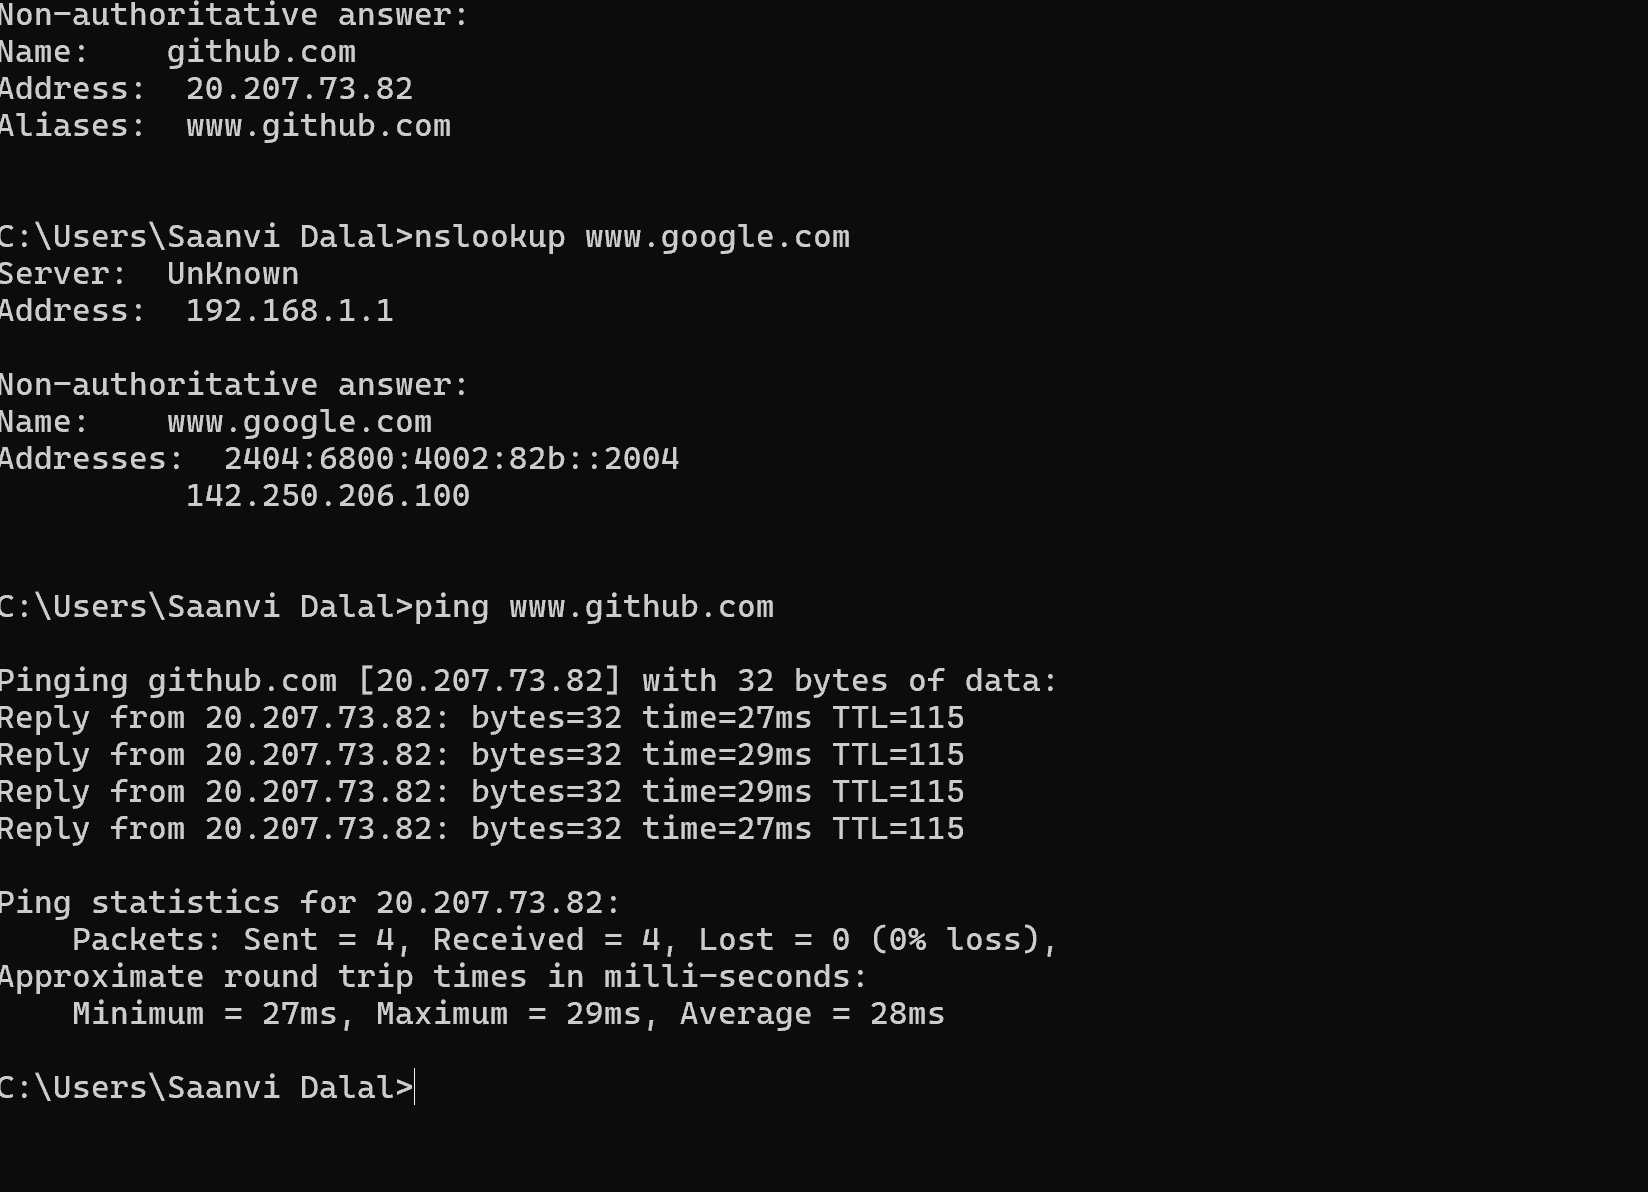 Non-authoritative answer:
Name:    github.com
Address:  20.207.73.82
Aliases:  www.github.com
C:\Users\Saanvi Dalal>nslookup www.google.com
Server:  UnKnown
Address:  192.168.1.1
Non-authoritative answer:
Name:    www.google.com
Addresses:  2404:6800:4002:82b::2004
          142.250.206.100
C:\Users\Saanvi Dalal>ping www.github.com
Pinging github.com [20.207.73.82] with 32 bytes of data:
Reply from 20.207.73.82: bytes=32 time=27ms TTL=115
Reply from 20.207.73.82: bytes=32 time=29ms TTL=115
Reply from 20.207.73.82: bytes=32 time=29ms TTL=115
Reply from 20.207.73.82: bytes=32 time=27ms TTL=115
Ping statistics for 20.207.73.82:
    Packets: Sent = 4, Received = 4, Lost = 0 (0% loss),
Approximate round trip times in milli-seconds:
    Minimum = 27ms, Maximum = 29ms, Average = 28ms
C:\Users\Saanvi Dalal>